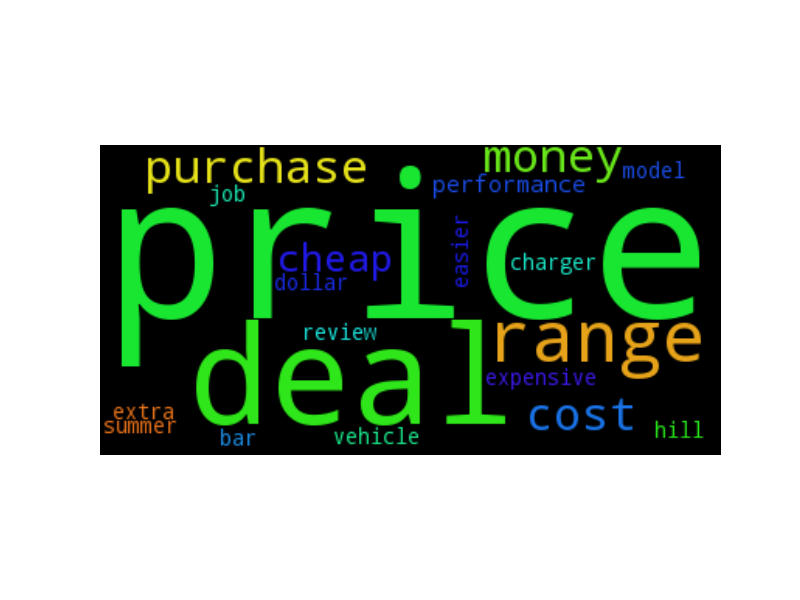 purchase
money
model
performance
job
price
easier
cheap
charger
dollar
range
review
deal
expensive
extra
cost
summer
hill
bar
vehicle